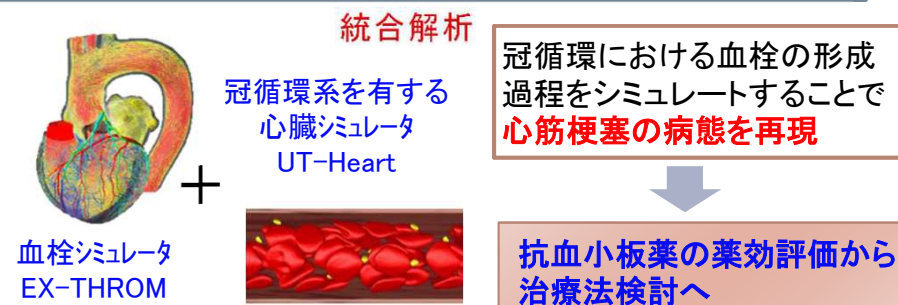 統合解析
冠循環系を有する
心臓ｼﾐｭﾚｰﾀ
UT-Heart
+
血栓ｼﾐｭﾚｰﾀ
EX-THROM
冠循環における血栓の形成
過程をシミュレートすることで
心筋梗塞の病態を再現
抗血小板薬の薬効評価から
治療法検討へ